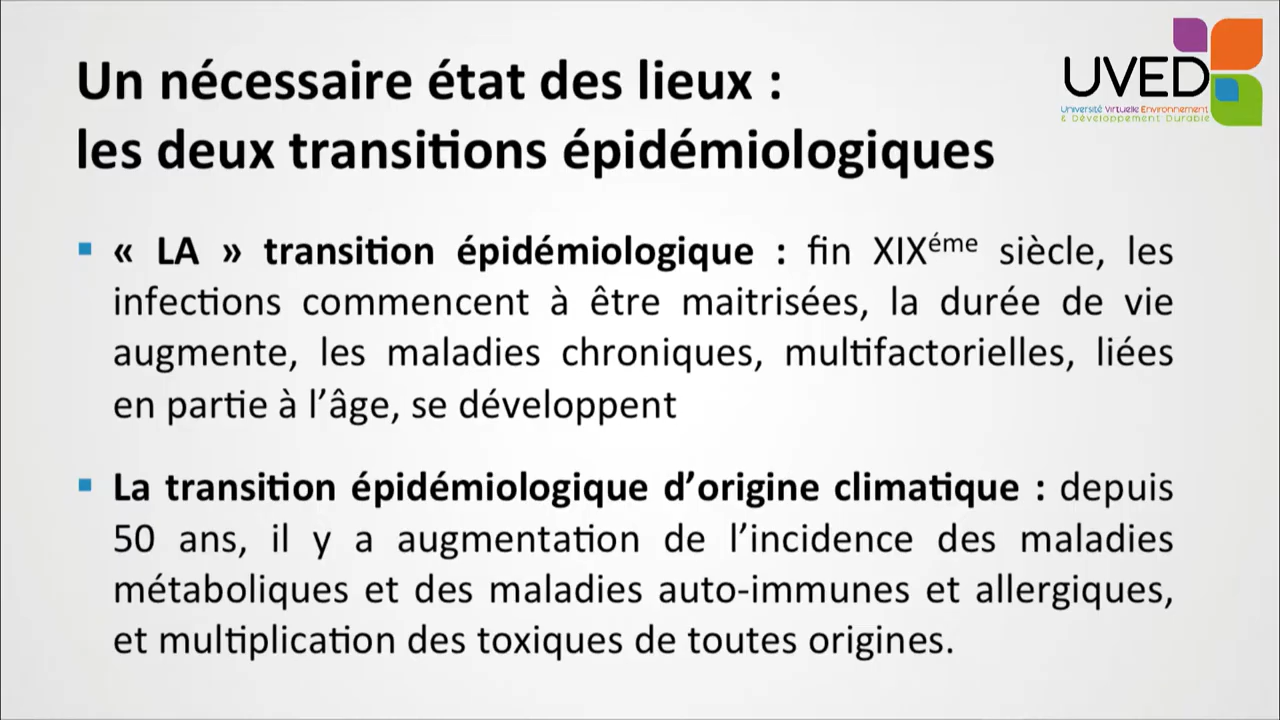 Un nécessaire état des lieux :
les deux transitions épidémiologiques
UVED
Université Virtuelle Environnement
& Développement Durable
« LA » transition épidémiologique : fin XIXéme siècle, les
infections commencent à être maitrisées, la durée de vie
augmente, les maladies chroniques, multifactorielles, liées
en partie à l’âge, se développent
La transition épidémiologique d’origine climatique : depuis
50 ans, il y a augmentation de l’incidence des maladies
métaboliques et des maladies auto-immunes et allergiques,
et multiplication des toxiques de toutes origines.